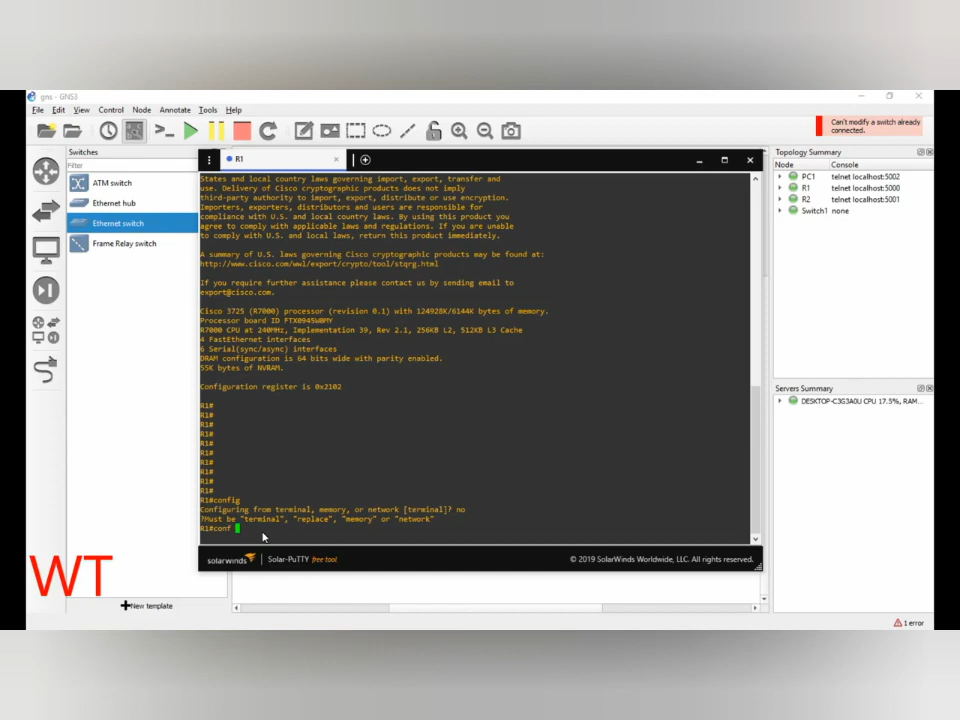 gns - GNS3
File Edit View Control Node Annotate Tools Help
Can't modify a switch already
connected.
Switches
Filter
ATM switch
Ethernet hub
Ethernet switch
Frame Relay switch
New template
R1
States and local country laws governing import, export, transfer and
use. Delivery of Cisco cryptographic products does not imply
third-party authority to import, export, distribute or use encryption.
Importers, exporters, distributors and users are responsible for
compliance with U.S. and local country laws. By using this product you
agree to comply with applicable laws and regulations. If you are unable
to comply with U.S. and local laws, return this product immediately.
A summary of U.S. laws governing Cisco cryptographic products may be found at:
http://www.cisco.com/wwl/export/crypto/tool/stqrg.html
If you require further assistance please contact us by sending email to
export@cisco.com.
Cisco 3725 (R7000) processor (revision 0.1) with 124928K/6144K bytes of memory.
Processor board ID FTX0945W0MY
R7000 CPU at 240MHz, Implementation 39, Rev 2.1, 256KB L2, 512KB L3 Cache
4 FastEthernet interfaces
6 Serial(sync/async) interfaces
DRAM configuration is 64 bits wide with parity enabled.
55K bytes of NVRAM.
Configuration register is 0x2102
R1#
R1#
R1#
R1#
R1#
R1#
R1#
R1#
R1#
R1#
R1#config
Configuring from terminal, memory, or network [terminal]? no
?Must be "terminal", "replace", "memory" or "network"
R1#conf
solarwinds Solar-PuTTY free tool © 2019 SolarWinds Worldwide, LLC. All rights reserved.
Topology Summary
Node Console
PC1 telnet localhost:5002
R1 telnet localhost:5000
R2 telnet localhost:5001
Switch1 none
Servers Summary
DESKTOP-C3G3A0U CPU 17.5%, RAM...
WT
1 error